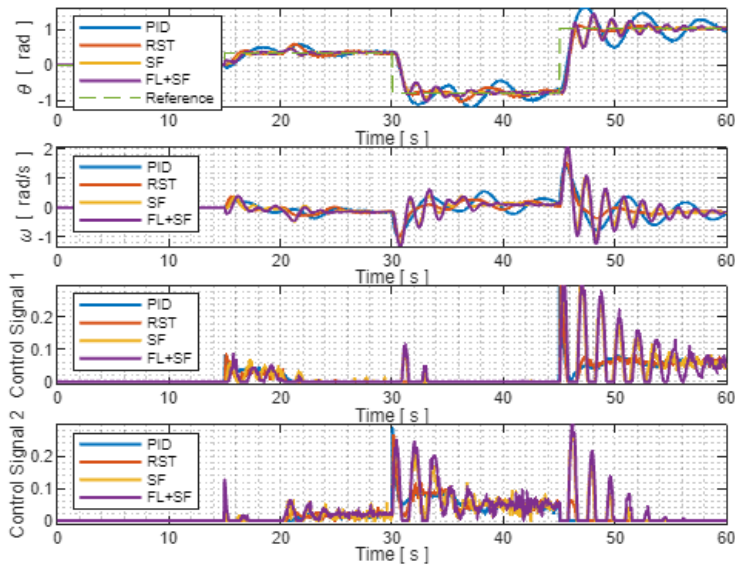 θ [ rad ]
1
0
-1
PID
RST
SF
FL+SF
Reference
0 10 20 30 40 50 60
Time [ s ]
ω [ rad/s ]
2
1
0
-1
PID
RST
SF
FL+SF
0 10 20 30 40 50 60
Time [ s ]
Control Signal 1
0.2
0.1
0
PID
RST
SF
FL+SF
0 10 20 30 40 50 60
Time [ s ]
Control Signal 2
0.2
0.1
0
PID
RST
SF
FL+SF
0 10 20 30 40 50 60
Time [ s ]